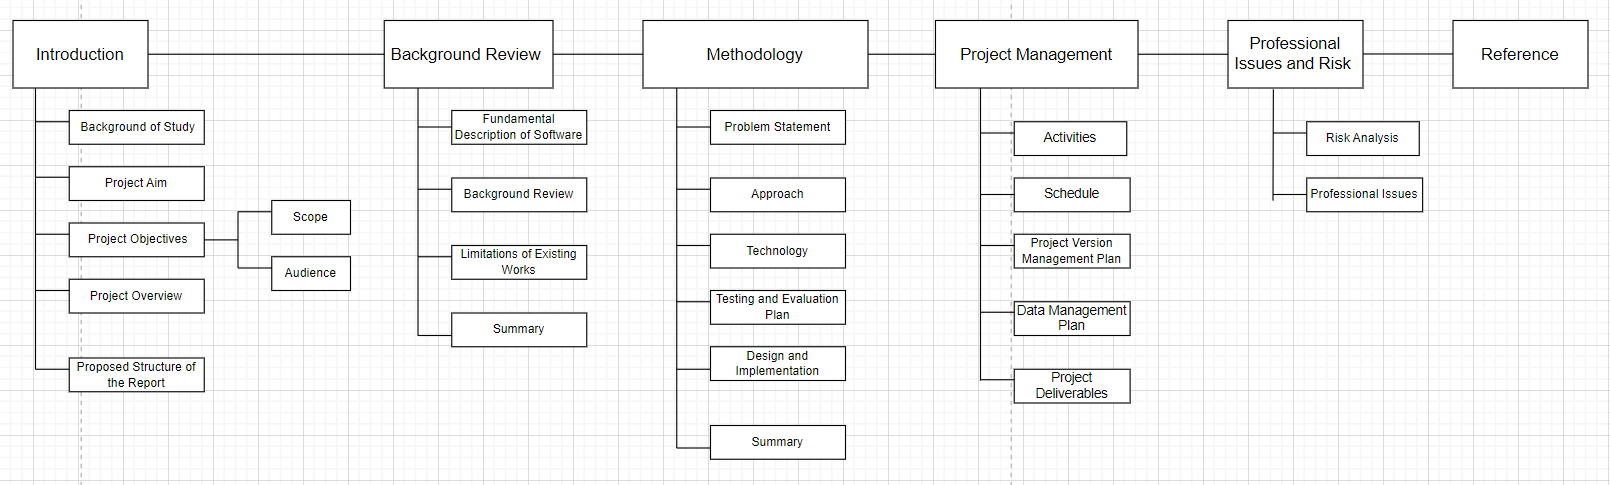 Introduction
Background Review
Methodology
Project Management
Professional
Issues and Risk
Reference
Background of Study
Project Aim
Project Objectives
Scope
Audience
Project Overview
Proposed Structure of
the Report
Fundamental
Description of Software
Background Review
Limitations of Existing
Works
Summary
Problem Statement
Approach
Technology
Testing and Evaluation
Plan
Design and
Implementation
Summary
Activities
Schedule
Project Version
Management Plan
Data Management
Plan
Project
Deliverables
Risk Analysis
Professional Issues